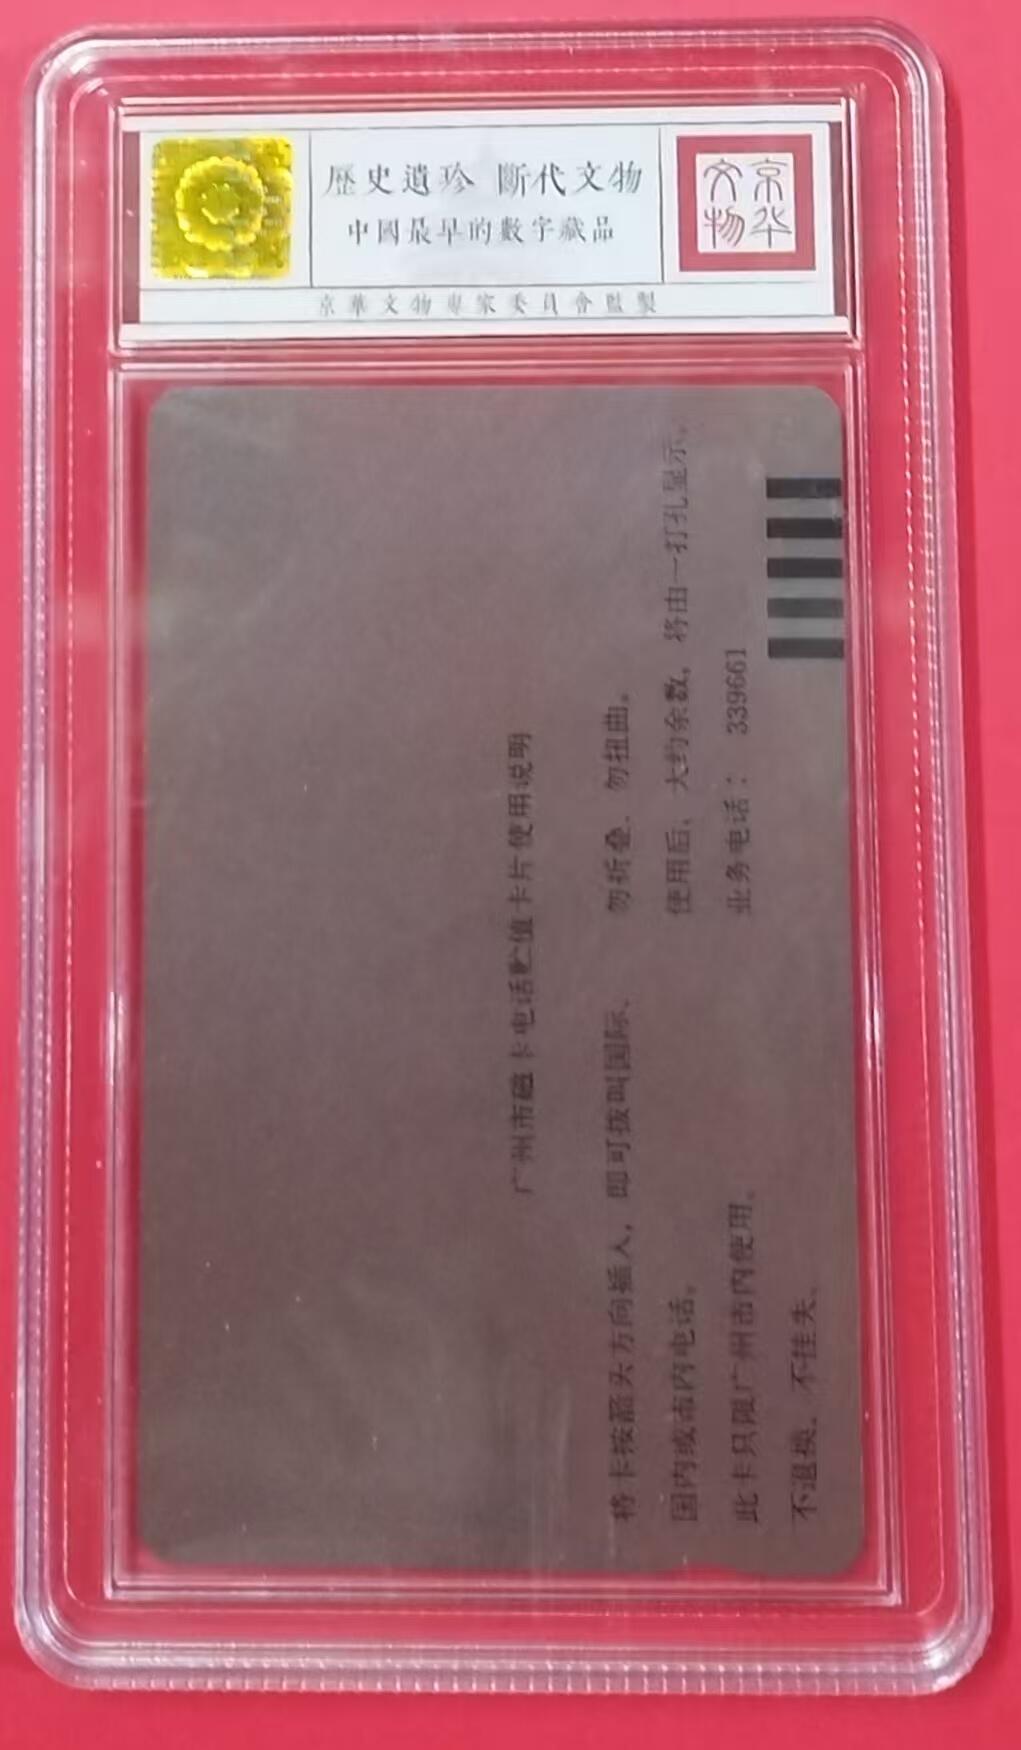 歷史遺珍 斷代文物
中國最早的數字藏品
京华
文物
京華文物專家委員會監製
广州市磁卡电话贮值卡片使用说明
将卡按箭头方向插入，即可拨叫国际、
国内或市内电话。
此卡只限广州市内使用。
不退换、不挂失、
勿折叠、勿扭曲。
使用后、大约余数，将由一打孔显示。
业务电话： 339661